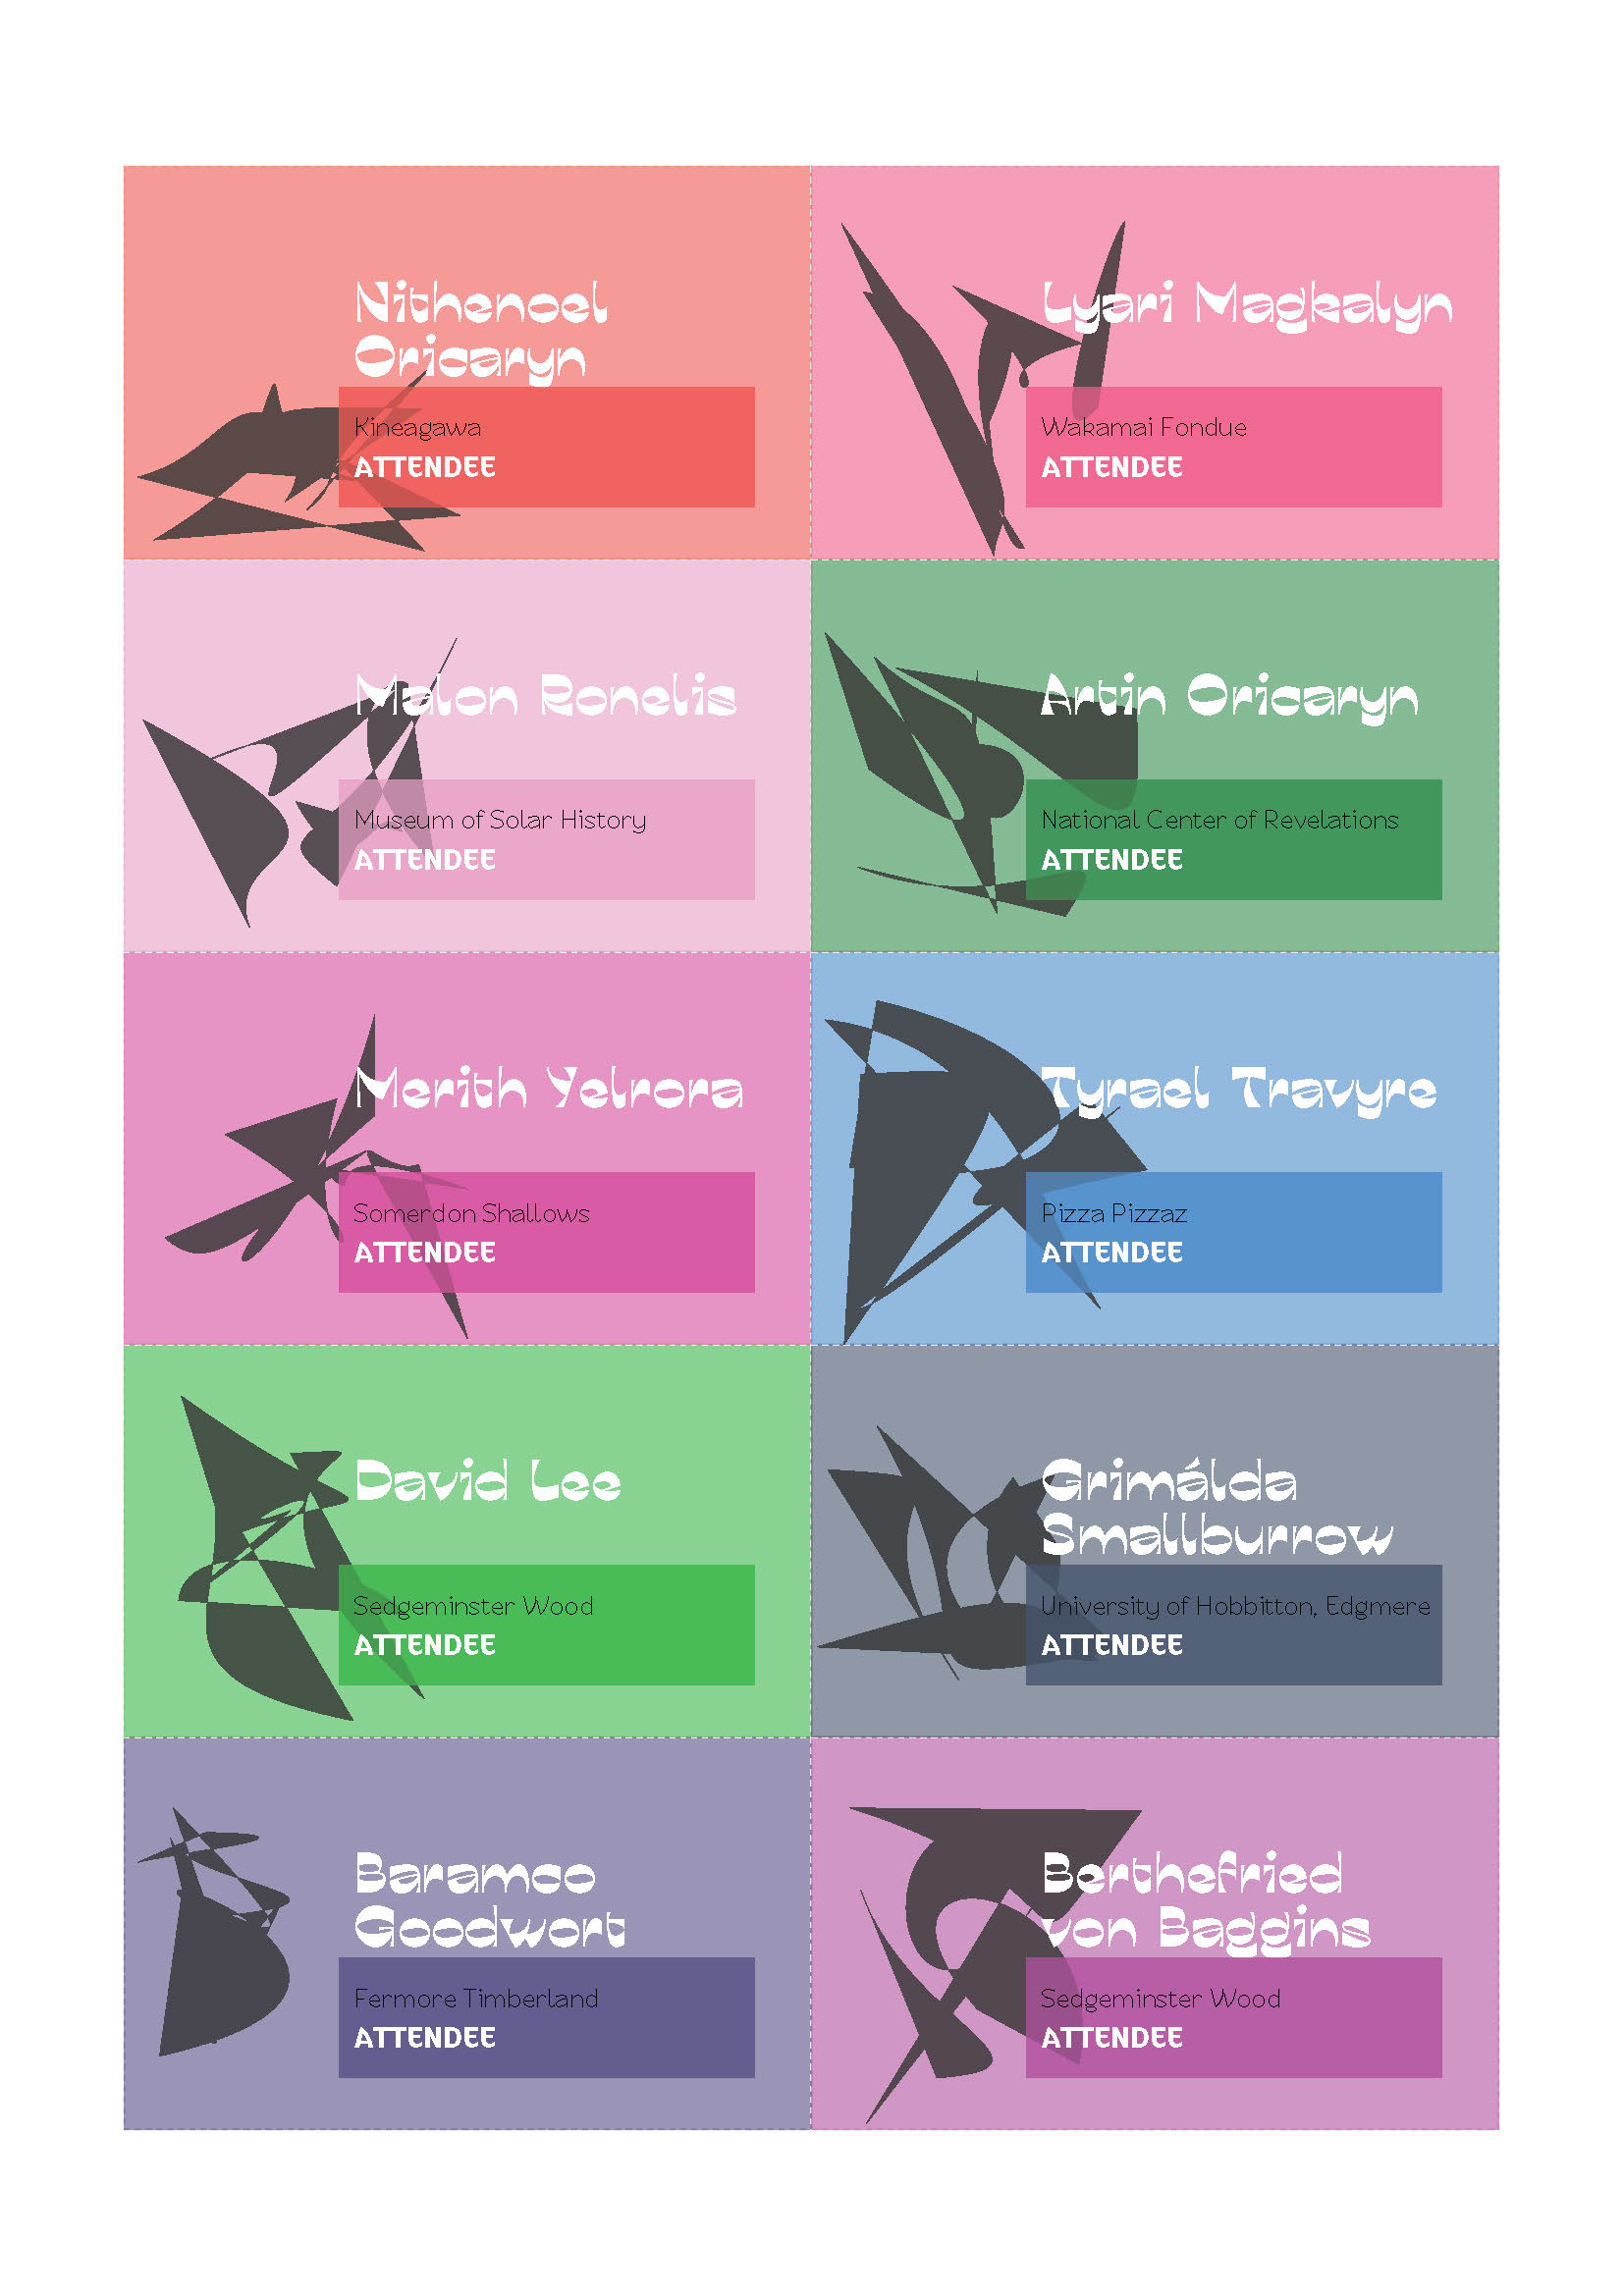 Nithenoel
Oricaryn
Kineagawa
ATTENDEE
Lyari Magkalyn
Wakamai Fondue
ATTENDEE
Malon Ronelis
Museum of Solar History
ATTENDEE
Artin Oricaryn
National Center of Revelations
ATTENDEE
Merith Yelrora
Somerdon Shallows
ATTENDEE
Tyrael Travyre
Pizza Pizzaz
ATTENDEE
David Lee
Sedgeminster Wood
ATTENDEE
Grimálda
Smallburrow
University of Hobbitton, Edgmere
ATTENDEE
Baramco
Goodwort
Fermore Timberland
ATTENDEE
Berthefried
von Baggins
Sedgeminster Wood
ATTENDEE